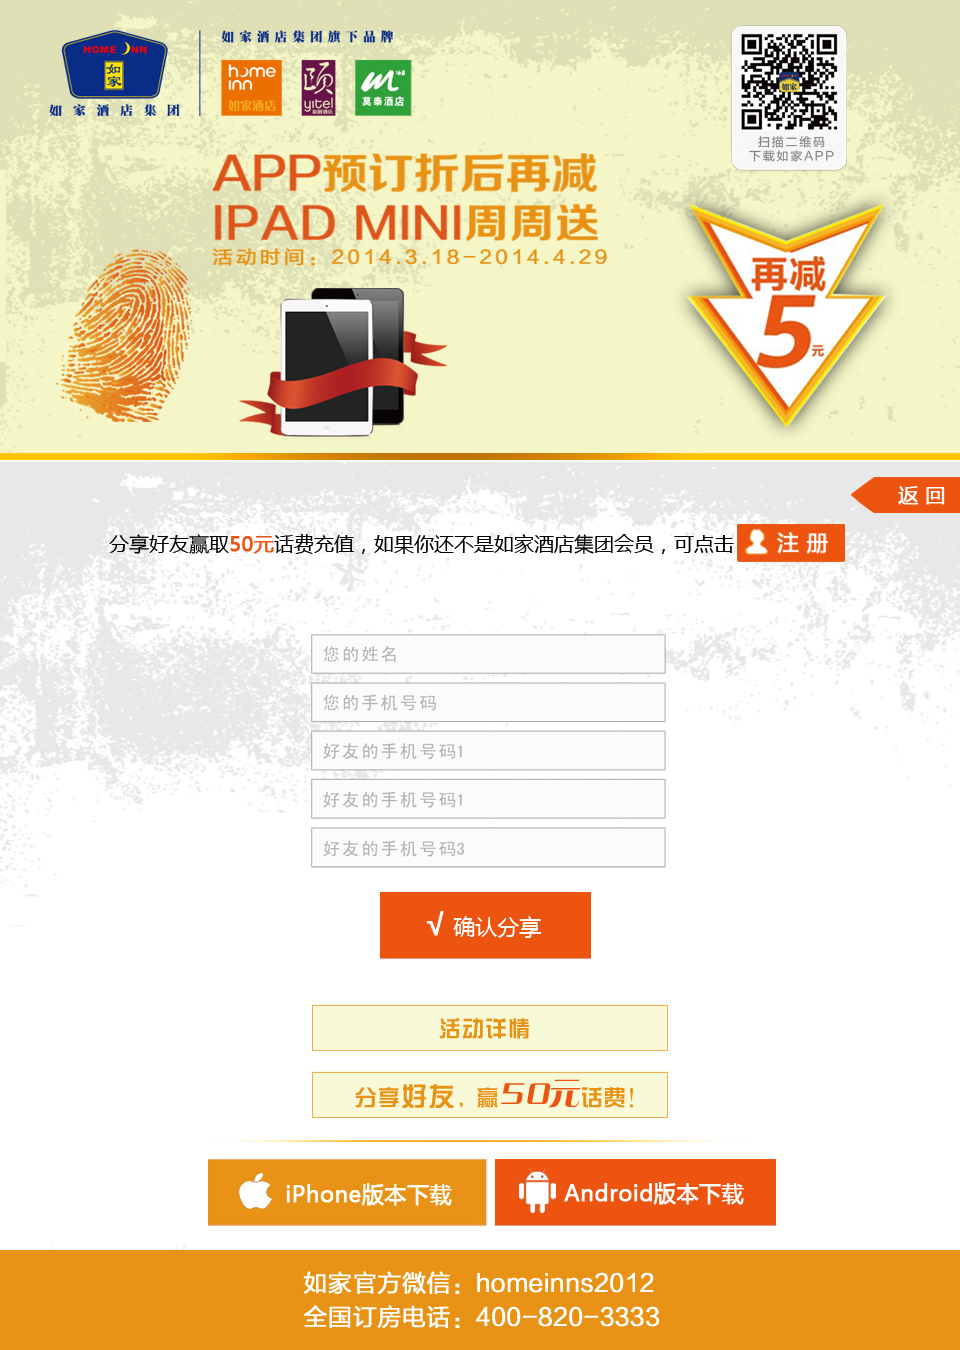 HOME INN
如家
如家酒店集团
如家酒店集团旗下品牌
home inn
如家酒店
颐
yitel
莫泰酒店
扫描二维码
下载如家APP
APP预订折后再减
IPAD MINI周周送
活动时间：2014.3.18-2014.4.29
再减
5元
返回
分享好友赢取50元话费充值，如果你还不是如家酒店集团会员，可点击 注册
您的姓名
您的手机号码
好友的手机号码1
好友的手机号码1
好友的手机号码3
√ 确认分享
活动详情
分享好友，赢50元话费！
iPhone版本下载
Android版本下载
如家官方微信：homeinns2012
全国订房电话：400-820-3333